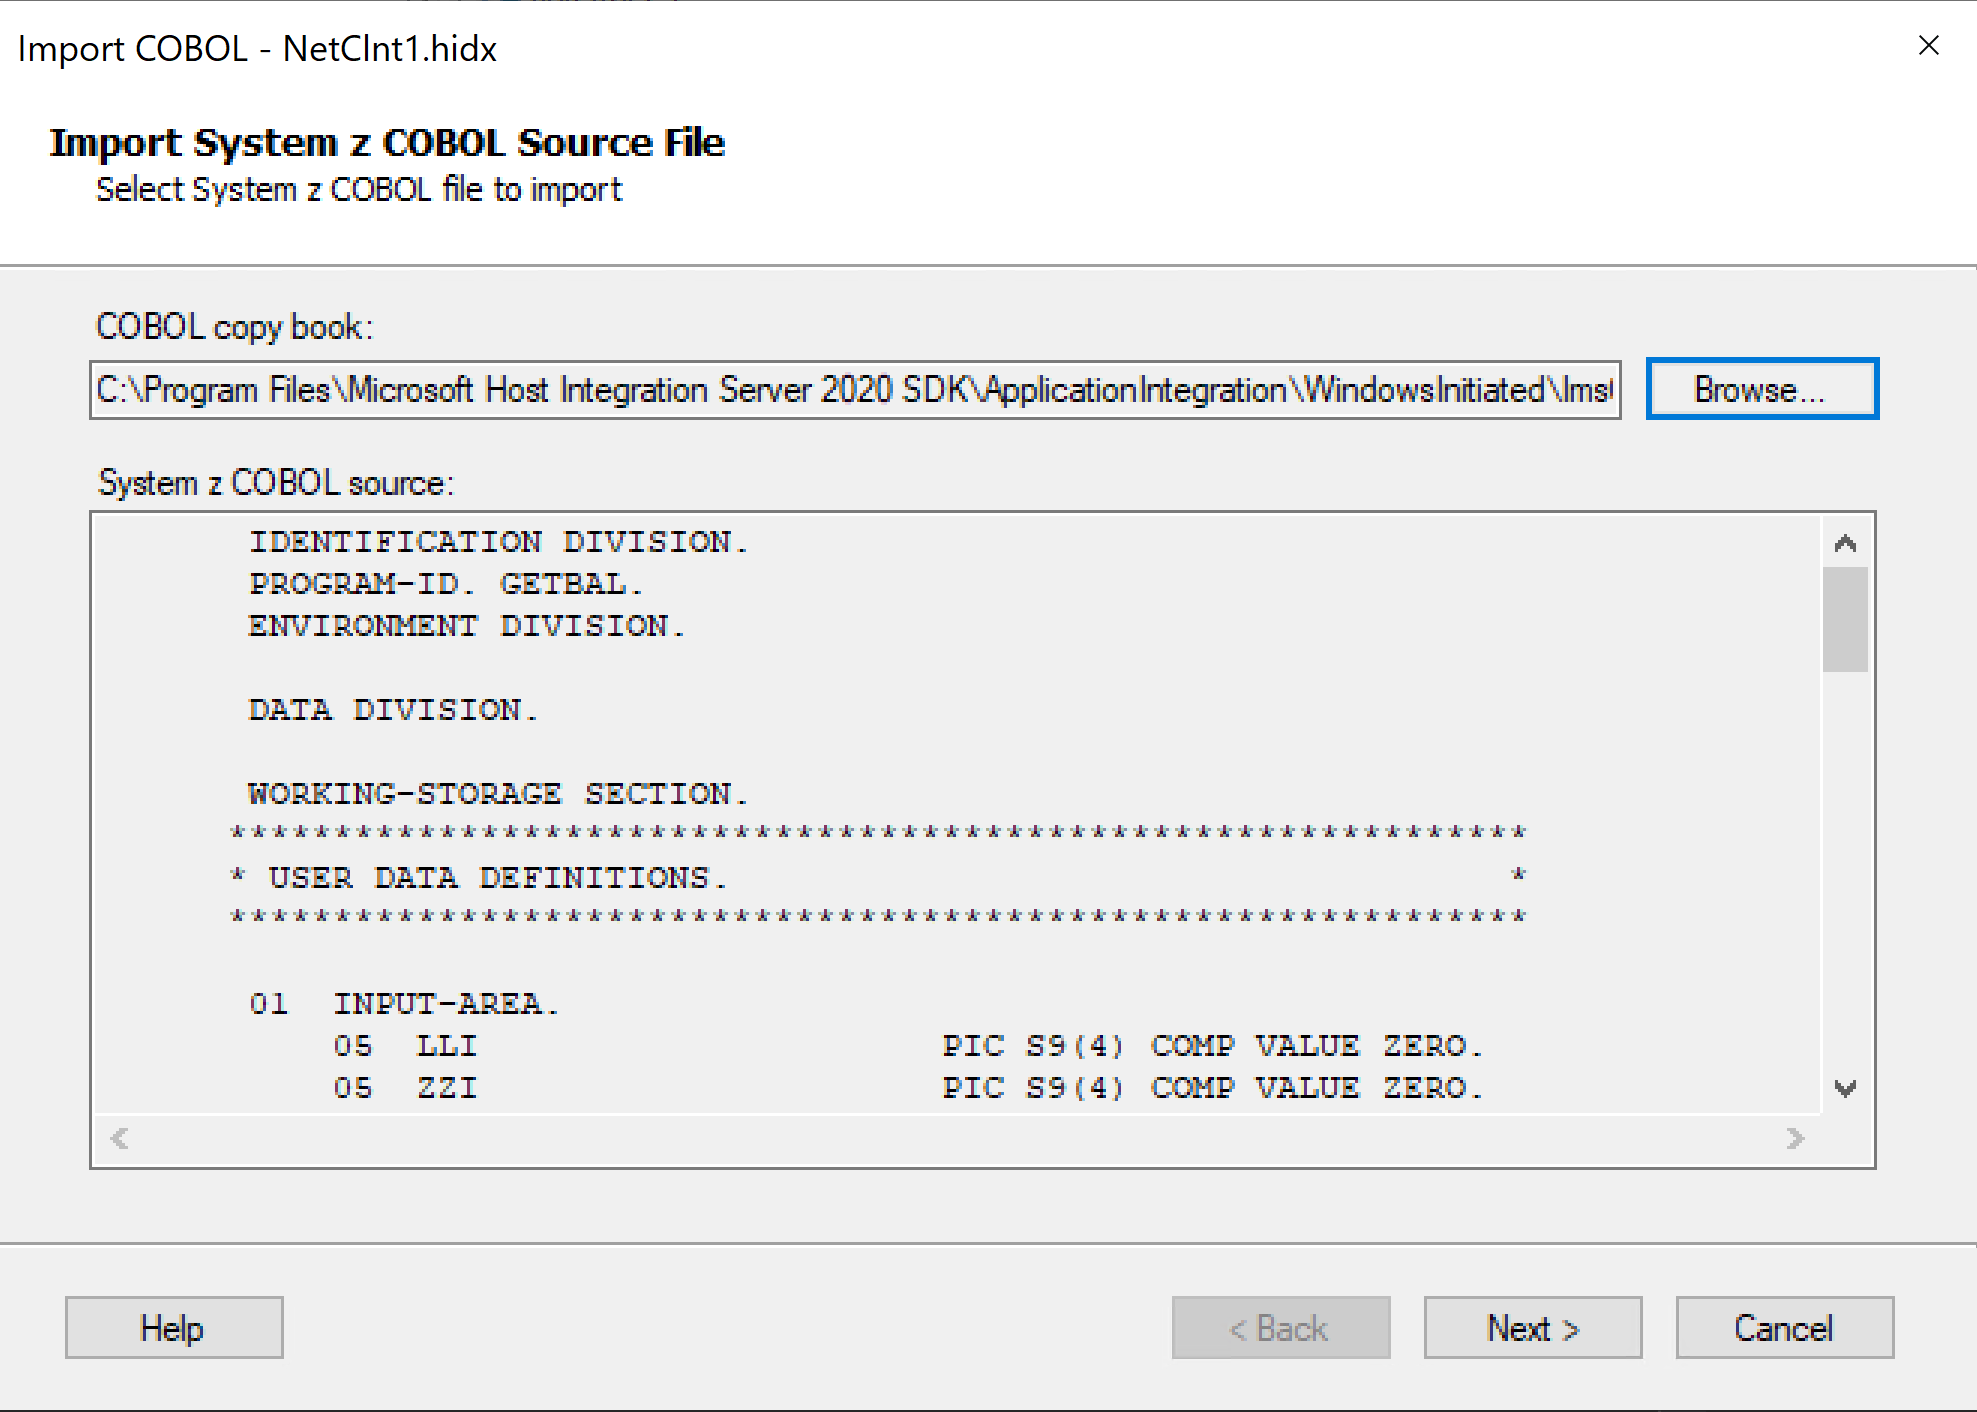 Import COBOL - NetClnt1.hidx
Import System z COBOL Source File
Select System z COBOL file to import
COBOL copy book:
C:\Program Files\Microsoft Host Integration Server 2020 SDK\ApplicationIntegration\WindowsInitiated\Ims
Browse...
System z COBOL source:
IDENTIFICATION DIVISION.
PROGRAM-ID. GETBAL.
ENVIRONMENT DIVISION.
DATA DIVISION.
WORKING-STORAGE SECTION.
**************************************************************
* USER DATA DEFINITIONS. *
**************************************************************
01 INPUT-AREA.
05 LLI PIC S9(4) COMP VALUE ZERO.
05 ZZI PIC S9(4) COMP VALUE ZERO.
Help
< Back
Next >
Cancel